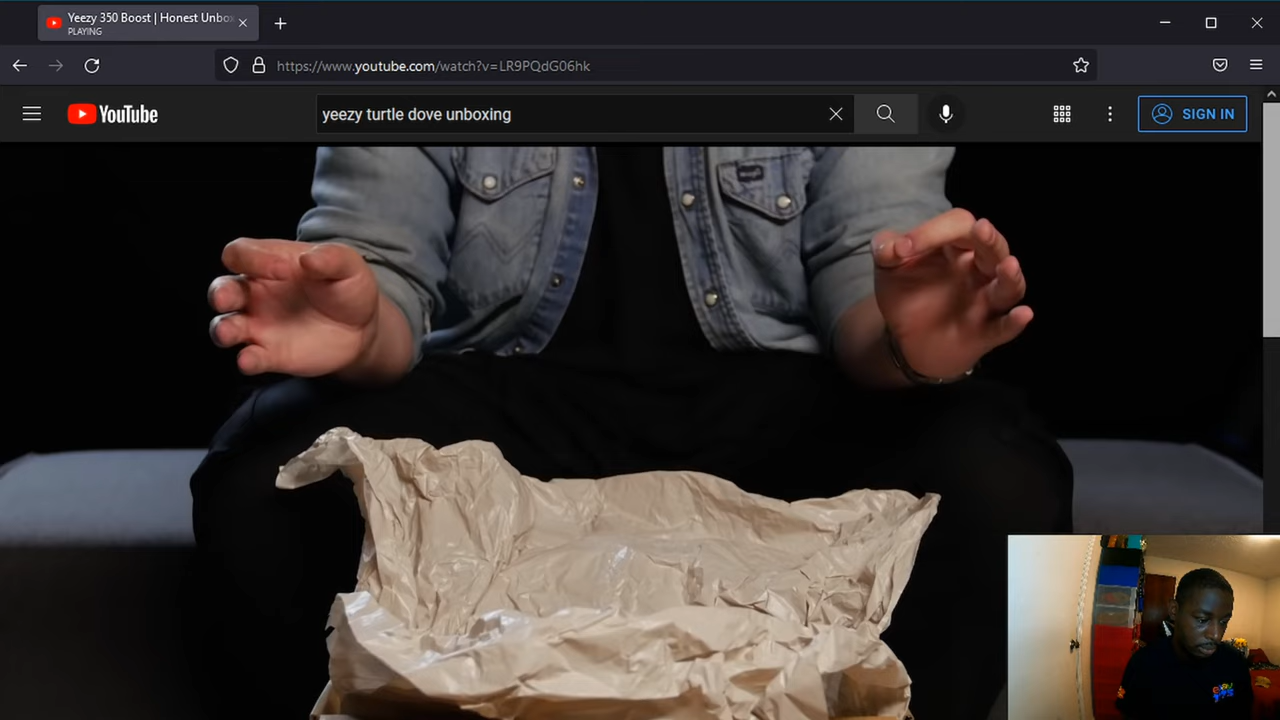 Yeezy 350 Boost | Honest Unbo
PLAYING
https://www.youtube.com/watch?v=LR9PQdG06hk
YouTube
yeezy turtle dove unboxing
SIGN IN